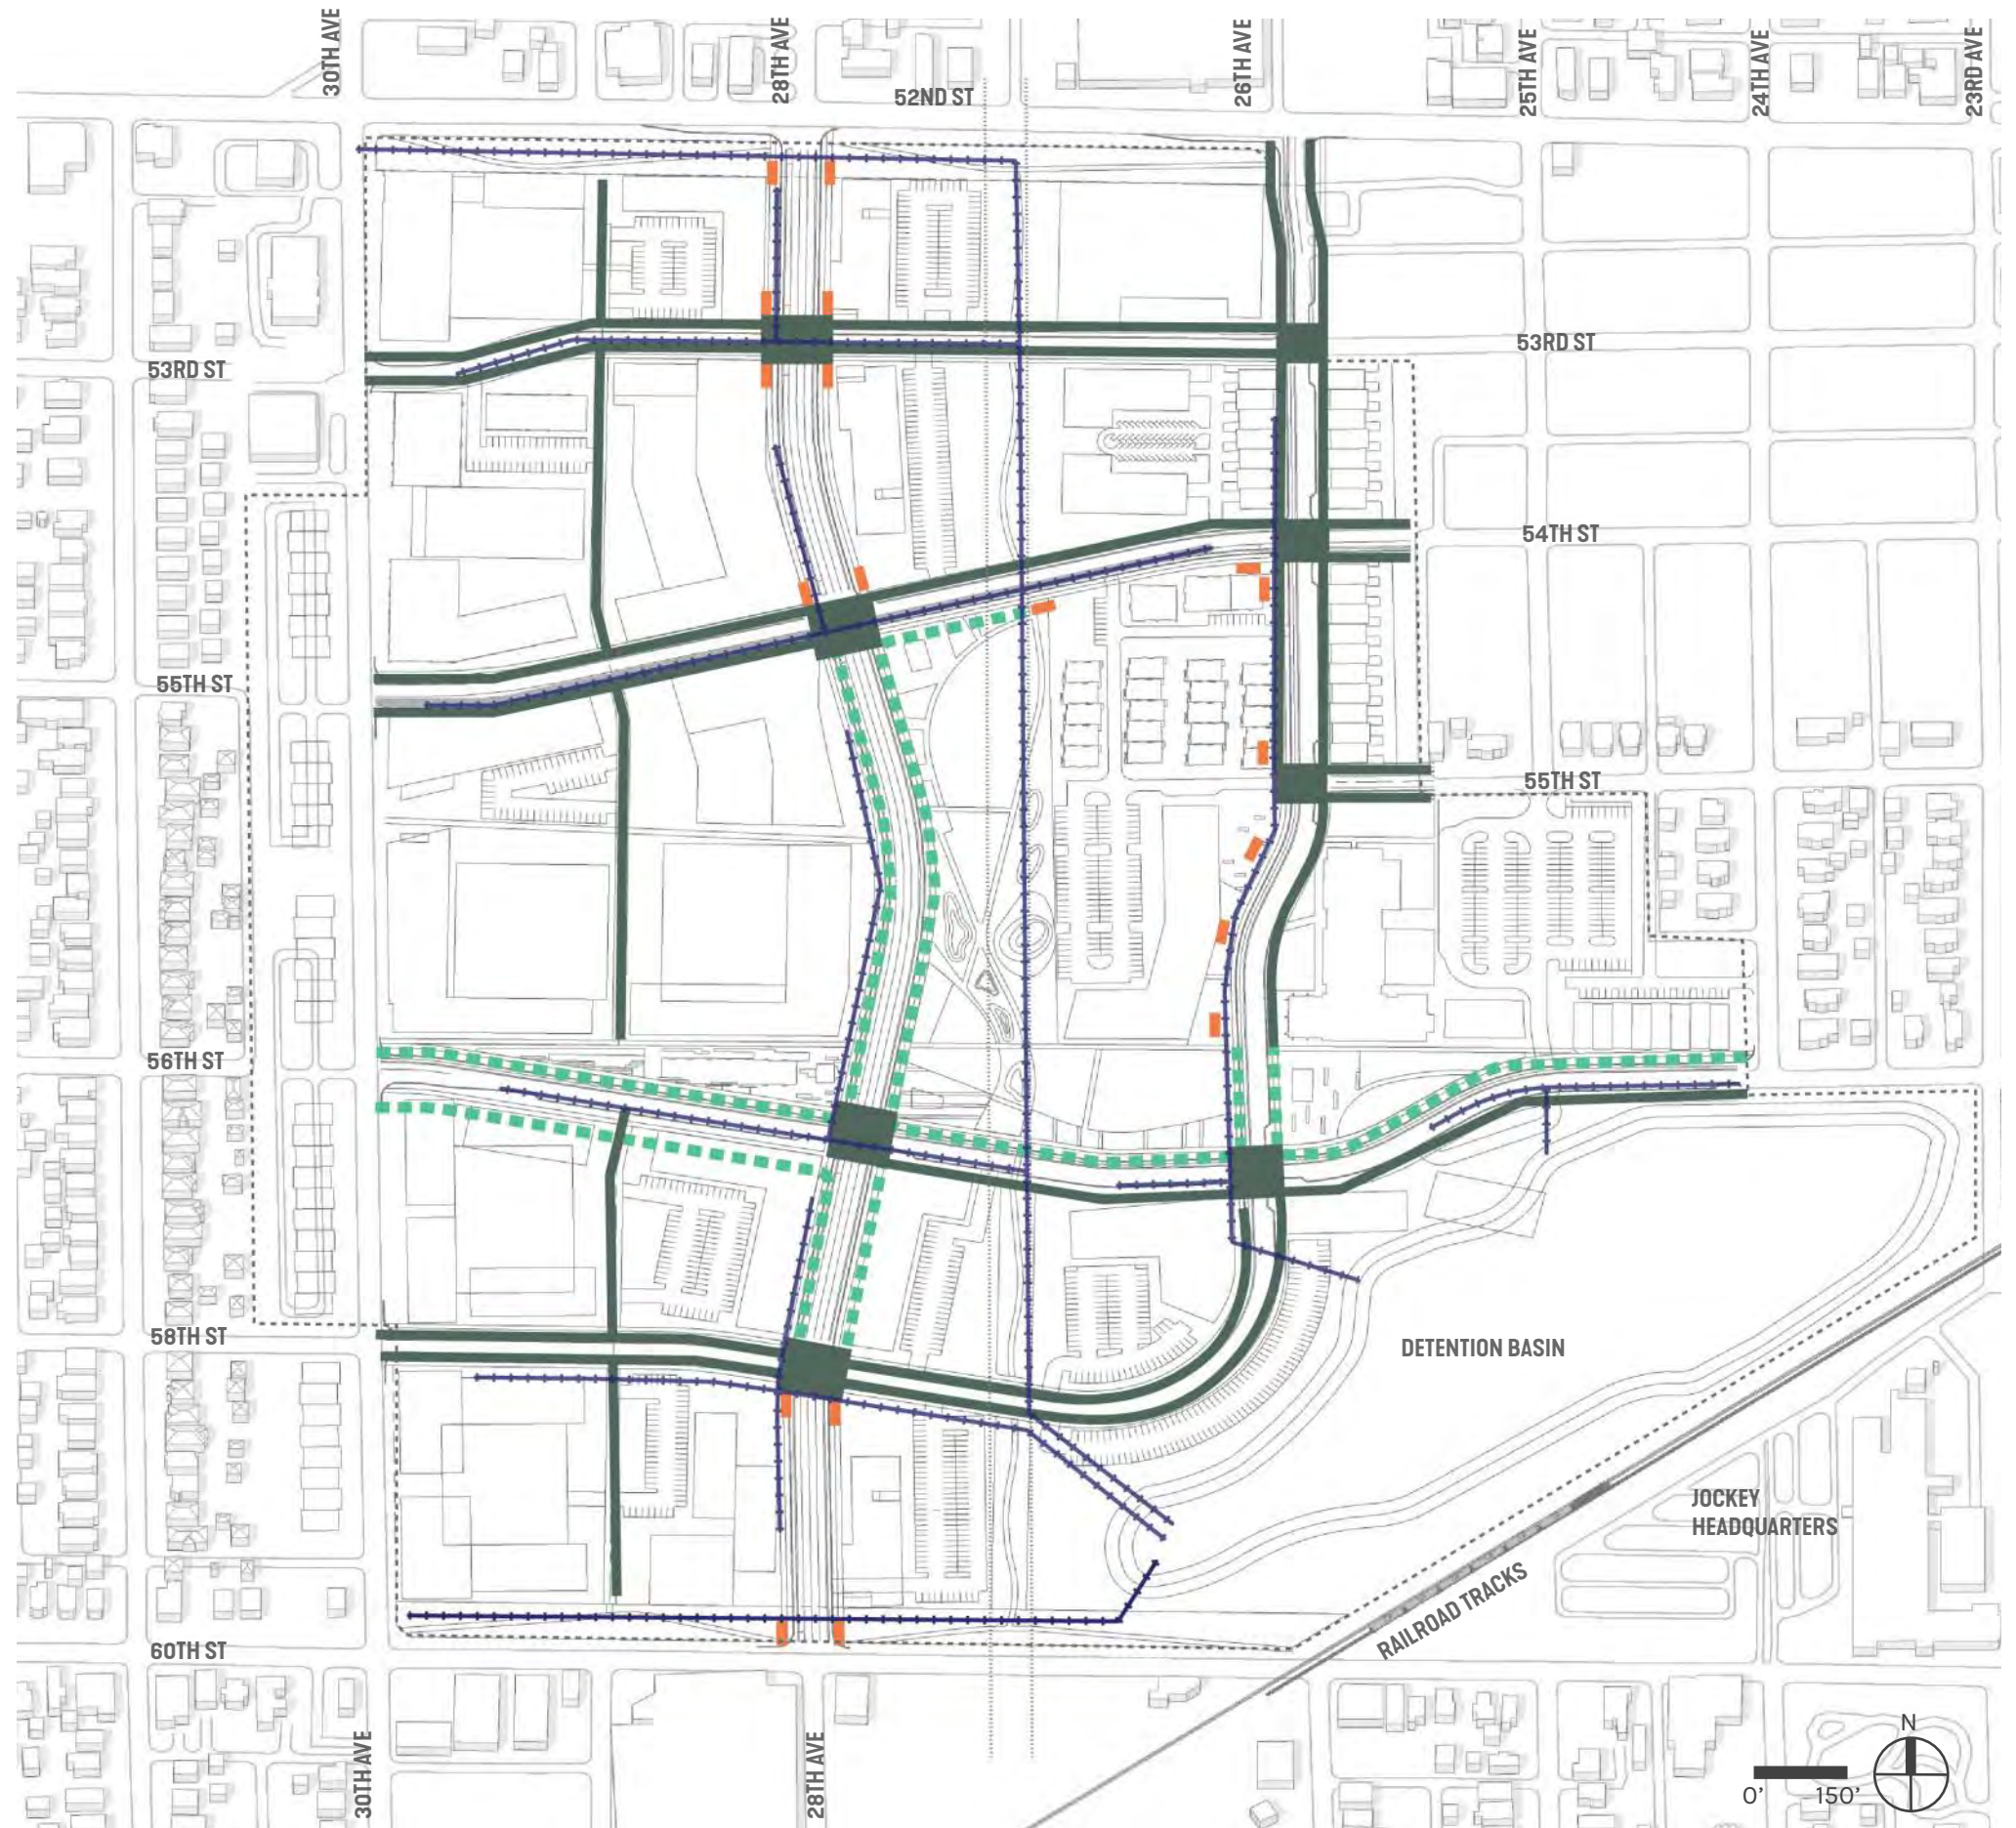 30TH AVE
28TH AVE
52ND ST
26TH AVE
25TH AVE
24TH AVE
23RD AVE
53RD ST
53RD ST
54TH ST
55TH ST
55TH ST
56TH ST
58TH ST
DETENTION BASIN
JOCKEY
HEADQUARTERS
RAILROAD TRACKS
60TH ST
30TH AVE
28TH AVE
N
0' 150'